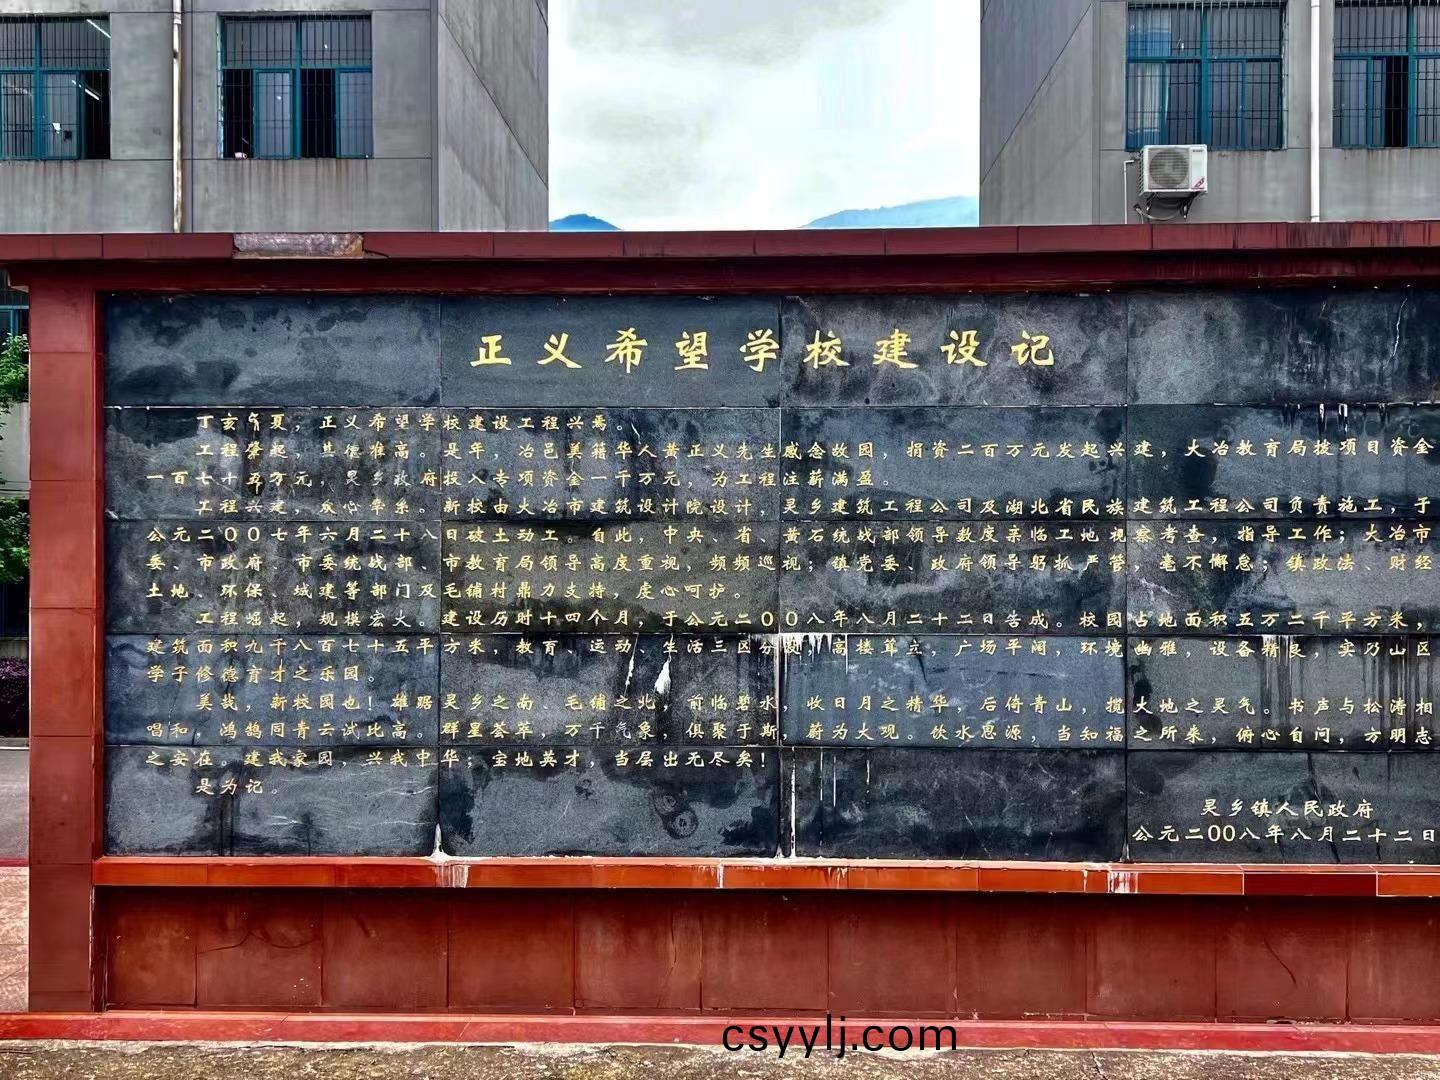 正义希望学校建设记
丁亥年夏，正义希望学校建设工程兴焉。
工程肇起，其德惟高。是年，冶邑美籍华人黄正义先生感念故园，捐资二百万元发起兴建，大冶教育局拨项目资金
一百七十五万元，灵乡政府投入专项资金一千万元，为工程注薪满盈。
工程兴建，众心牵系。新校由大冶市建筑设计院设计，灵乡建筑工程公司及湖北省民族建筑工程公司负责施工，于
公元二00七年六月二十八日破土动工。自此，中央、省、黄石统战部领导数度亲临工地视察考查，指导工作；大冶市
委、市政府、市委统战部、市教育局领导高度重视，频频巡视；镇党委、政府领导躬抓严管，毫不懈怠；镇政法、财经
土地、环保、城建等部门及毛铺村鼎力支持，虔心呵护。
工程崛起，规模宏大。建设历时十四个月，于公元二00八年八月二十二日告成。校园占地面积五万二千平方米，
建筑面积九千八百七十五平方米，教育、运动、生活三区分设，高楼耸立，广场平阔，环境幽雅，设备精良，实乃山区
学子修德育才之乐园。
美哉，新校园也！雄踞灵乡之南、毛铺之北，前临碧水，收日月之精华，后倚青山，揽大地之灵气。书声与松涛相
唱和，鸿鹄同青云试比高。群星荟萃，万千气象，俱聚于斯，蔚为大观。饮水思源，当知福之所来，俯心自问，方明志
之安在。建我家园，兴我中华；宝地英才，当层出无尽矣！
是为记。
灵乡镇人民政府
公元二00八年八月二十二日
csyylj.com